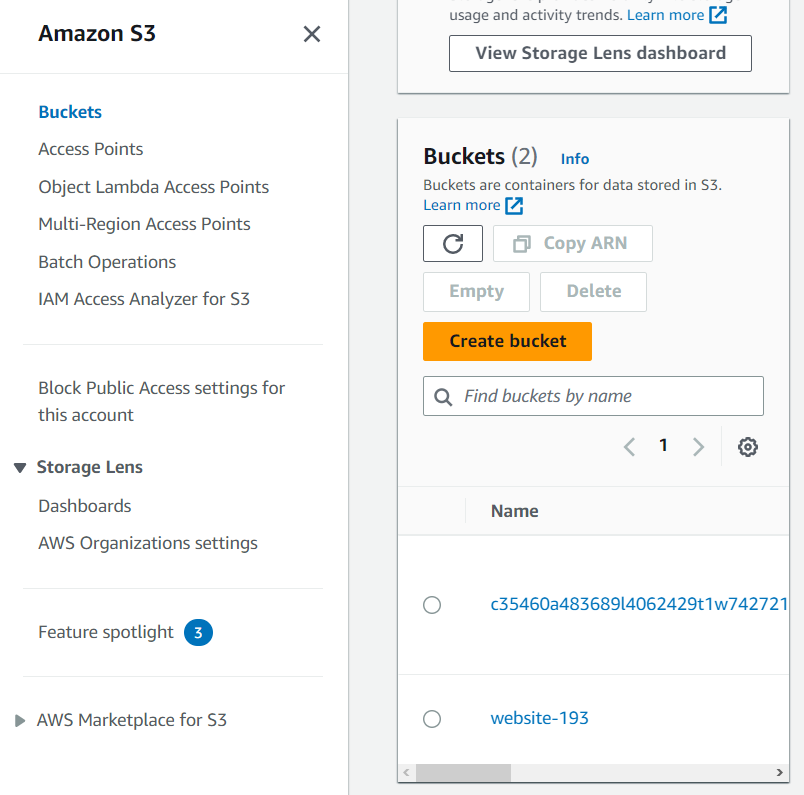 Amazon S3
Buckets
Access Points
Object Lambda Access Points
Multi-Region Access Points
Batch Operations
IAM Access Analyzer for S3
Block Public Access settings for
this account
Storage Lens
Dashboards
AWS Organizations settings
Feature spotlight 3
AWS Marketplace for S3
usage and activity trends. Learn more
View Storage Lens dashboard
Buckets (2) Info
Buckets are containers for data stored in S3.
Learn more
Copy ARN
Empty Delete
Create bucket
Find buckets by name
1
Name
c35460a483689l4062429t1w742721
website-193